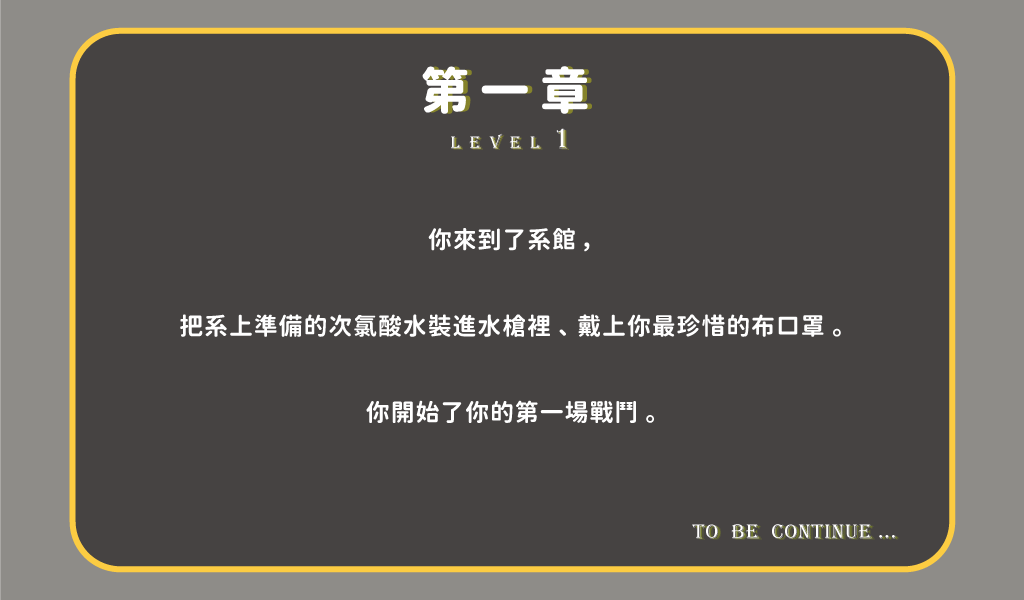 第一章
LEVEL 1
你來到了系館，
把系上準備的次氯酸水裝進水槍裡、戴上你最珍惜的布口罩。
你開始了你的第一場戰鬥。
TO BE CONTINUE...